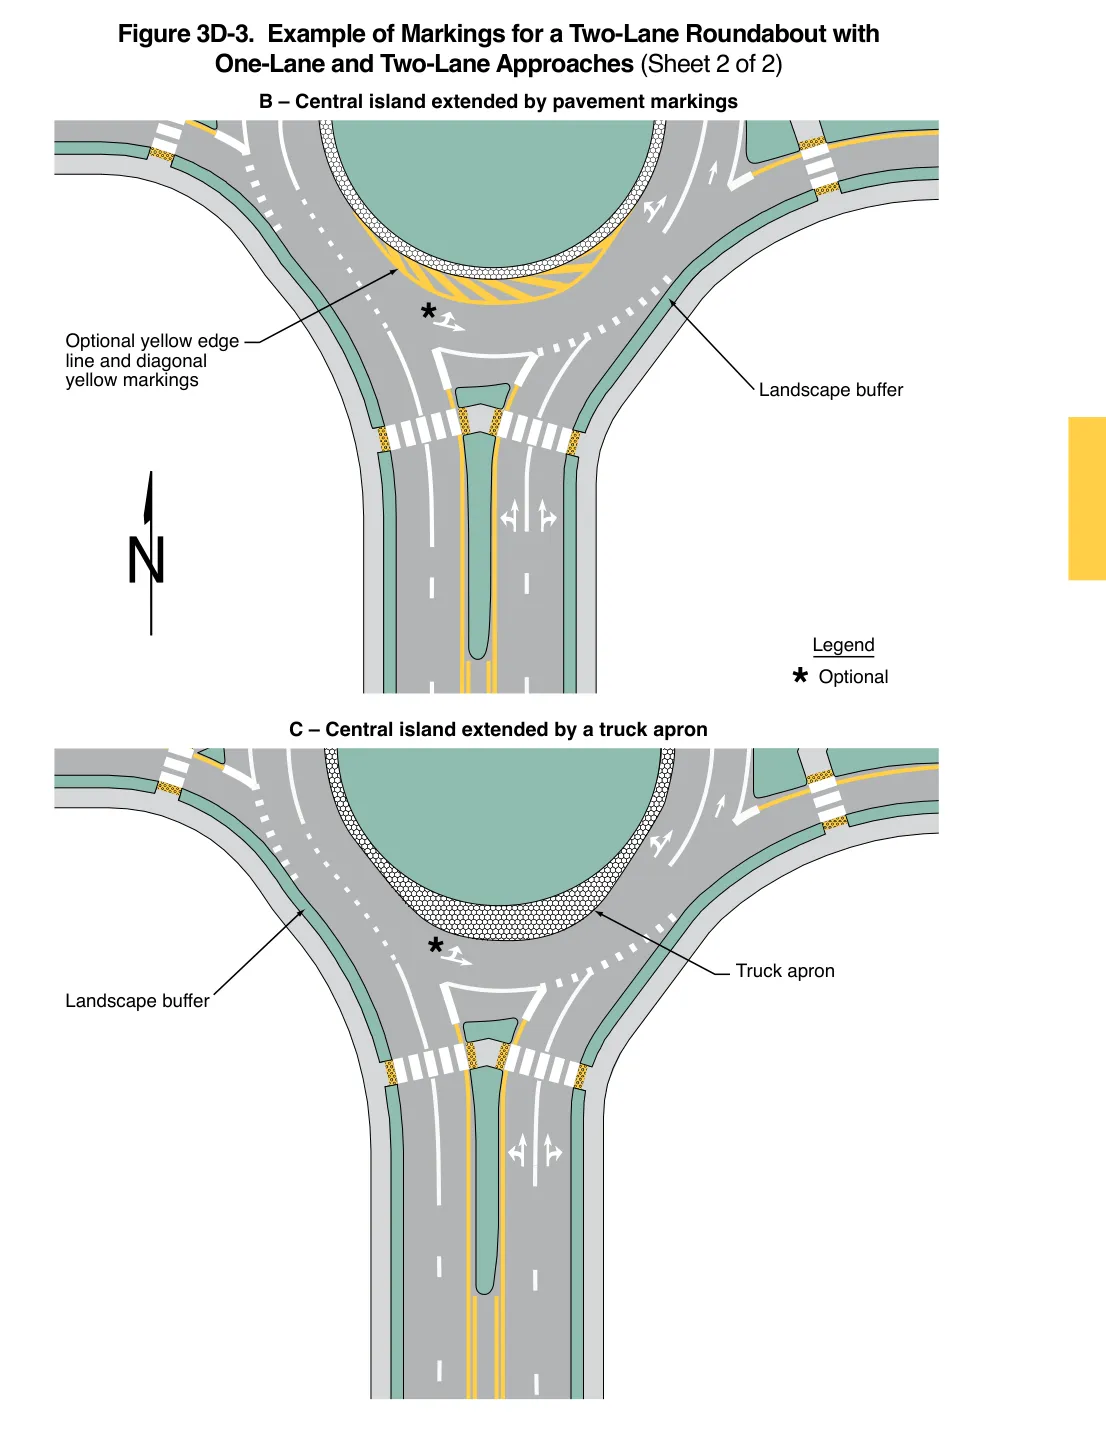 Figure 3D-3. Example of Markings for a Two-Lane Roundabout with
One-Lane and Two-Lane Approaches (Sheet 2 of 2)
B – Central island extended by pavement markings
*
Optional yellow edge
line and diagonal
yellow markings
Landscape buffer
N
Legend
* Optional
C – Central island extended by a truck apron
*
Truck apron
Landscape buffer